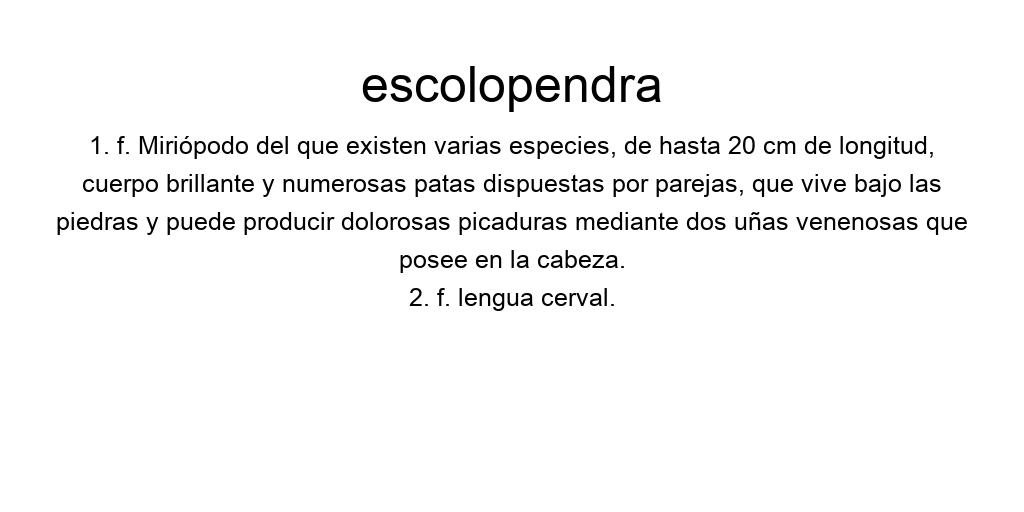 escolopendra
1. f. Miriópodo del que existen varias especies, de hasta 20 cm de longitud,
cuerpo brillante y numerosas patas dispuestas por parejas, que vive bajo las
piedras y puede producir dolorosas picaduras mediante dos uñas venenosas que
posee en la cabeza.
2. f. lengua cerval.